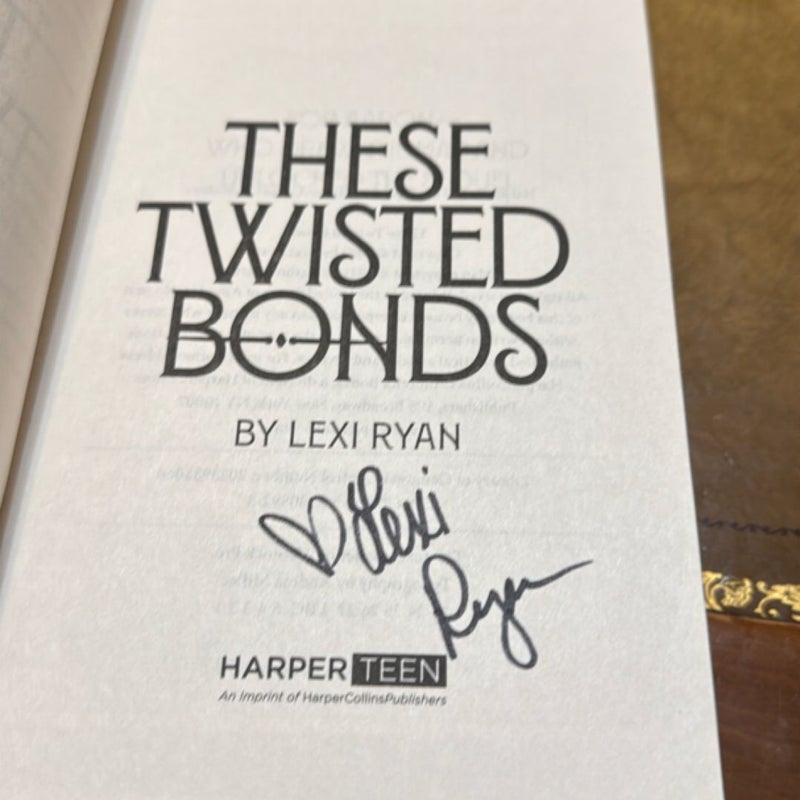 THESE
TWISTED
BONDS
BY LEXI RYAN
Lexi
Ryan
HARPER TEEN
An Imprint of HarperCollinsPublishers